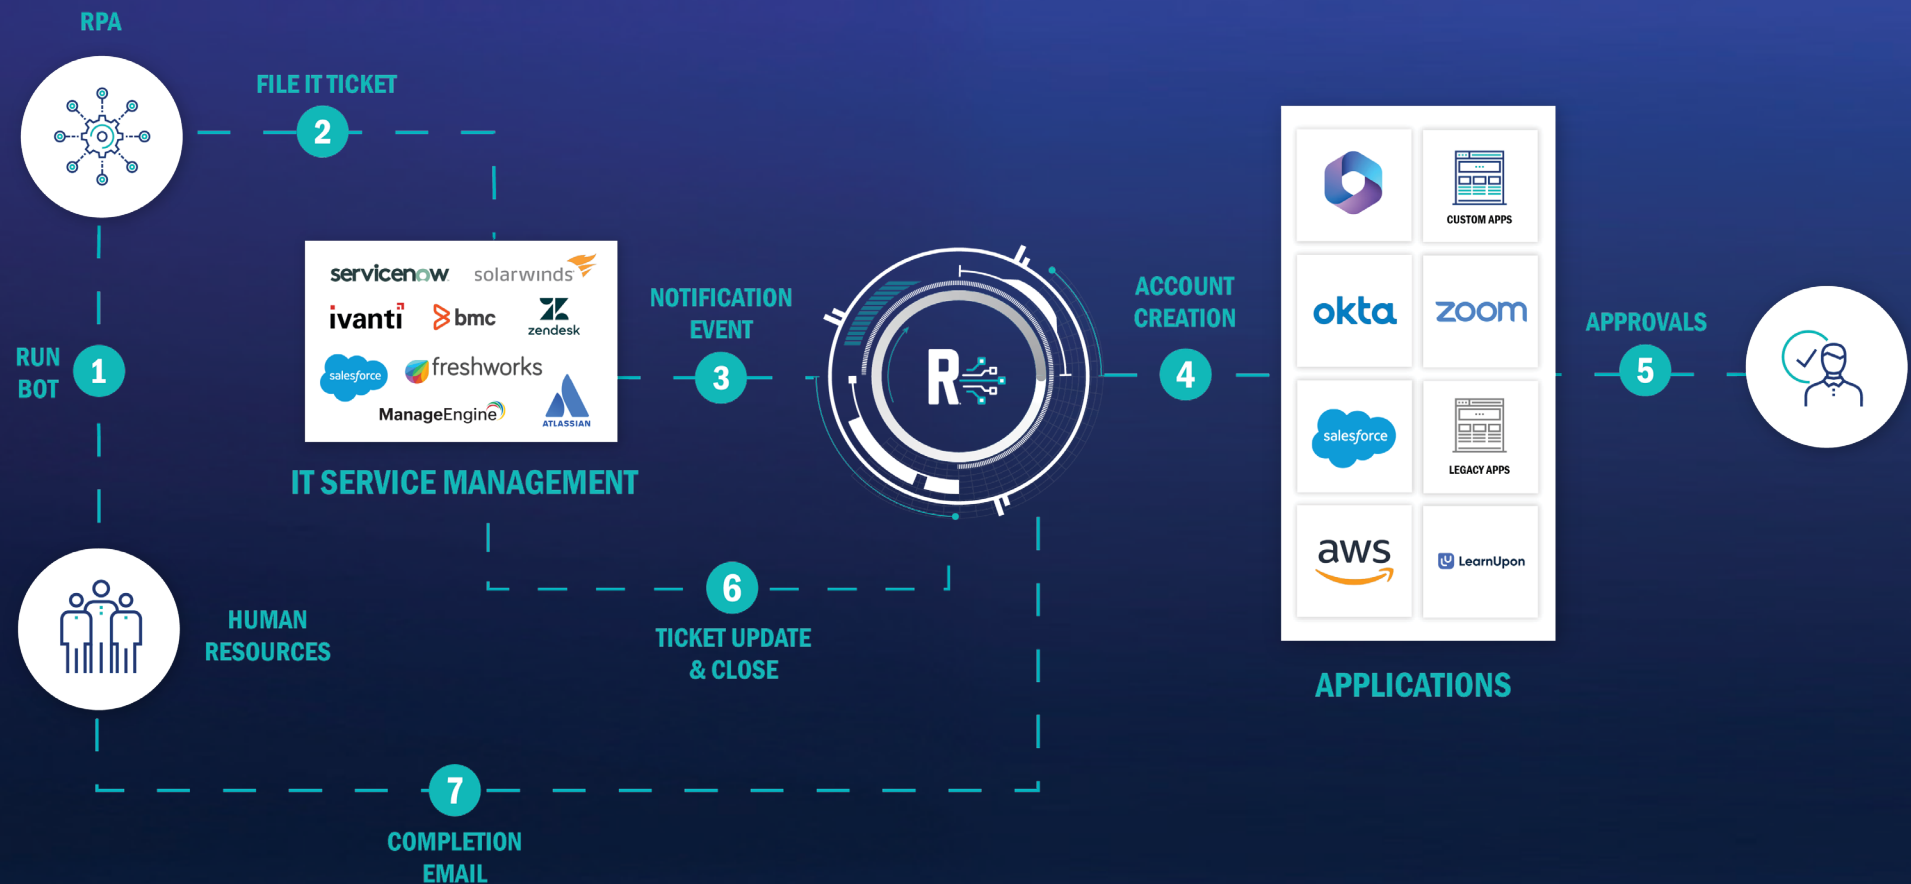 RPA
FILE IT TICKET
2
servicenow
solarwinds
ivanti
bmc
zendesk
salesforce
freshworks
ManageEngine
ATLASSIAN
IT SERVICE MANAGEMENT
RUN
BOT
1
HUMAN
RESOURCES
NOTIFICATION
EVENT
3
R
ACCOUNT
CREATION
4
CUSTOM APPS
okta
zoom
salesforce
LEGACY APPS
aws
LearnUpon
APPLICATIONS
APPROVALS
5
6
TICKET UPDATE
& CLOSE
7
COMPLETION
EMAIL